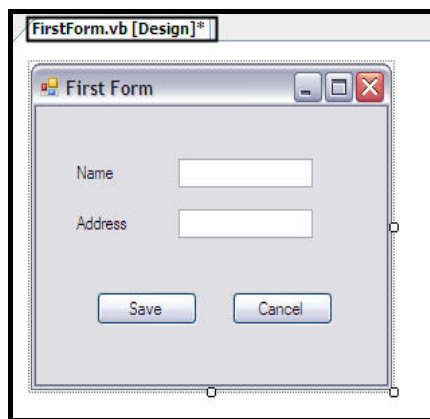 FirstForm.vb [Design]*
First Form
Name
Address
Save Cancel